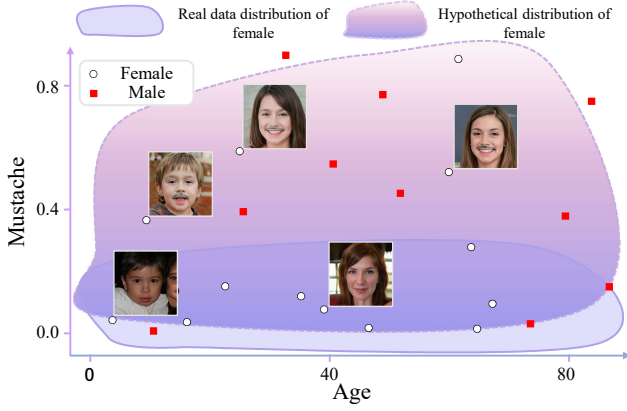 Real data distribution of
female
Hypothetical distribution of
female
Female
Male
0.8
0.4
0.0
Mustache
0
40
80
Age